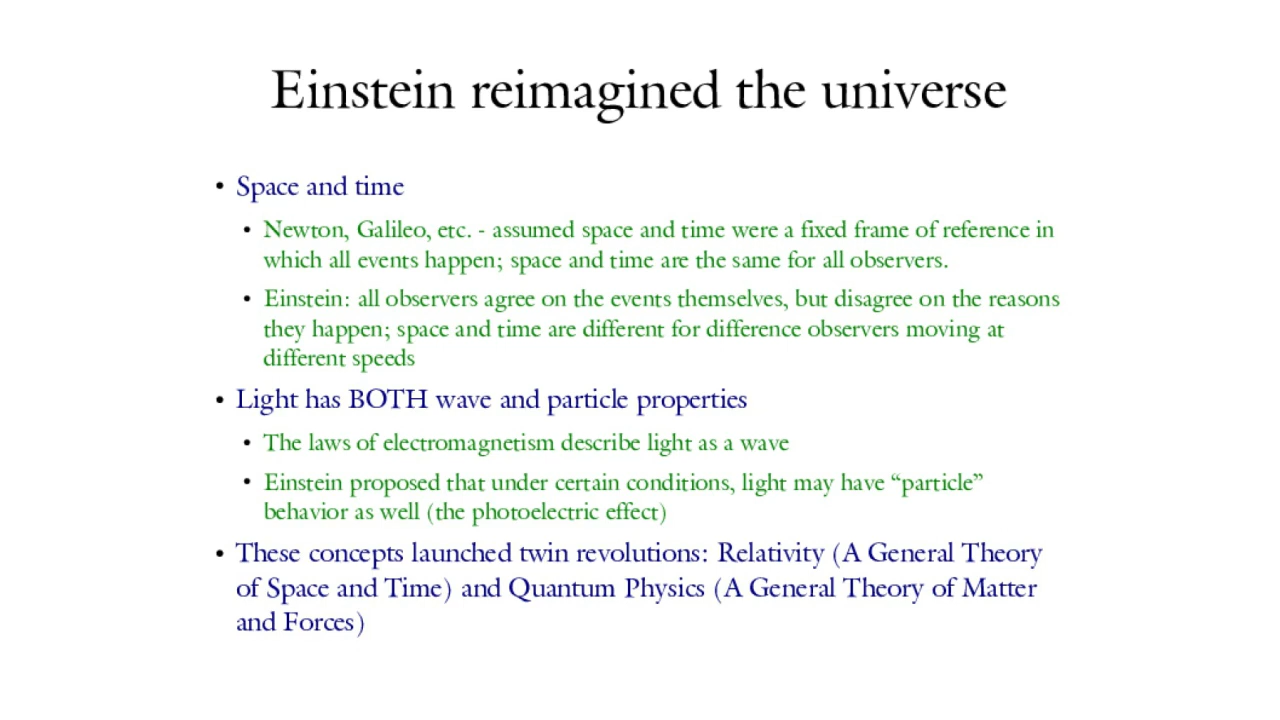 Einstein reimagined the universe
• Space and time
• Newton, Galileo, etc. - assumed space and time were a fixed frame of reference in
which all events happen; space and time are the same for all observers.
• Einstein: all observers agree on the events themselves, but disagree on the reasons
they happen; space and time are different for difference observers moving at
different speeds
• Light has BOTH wave and particle properties
• The laws of electromagnetism describe light as a wave
• Einstein proposed that under certain conditions, light may have “particle”
behavior as well (the photoelectric effect)
• These concepts launched twin revolutions: Relativity (A General Theory
of Space and Time) and Quantum Physics (A General Theory of Matter
and Forces)